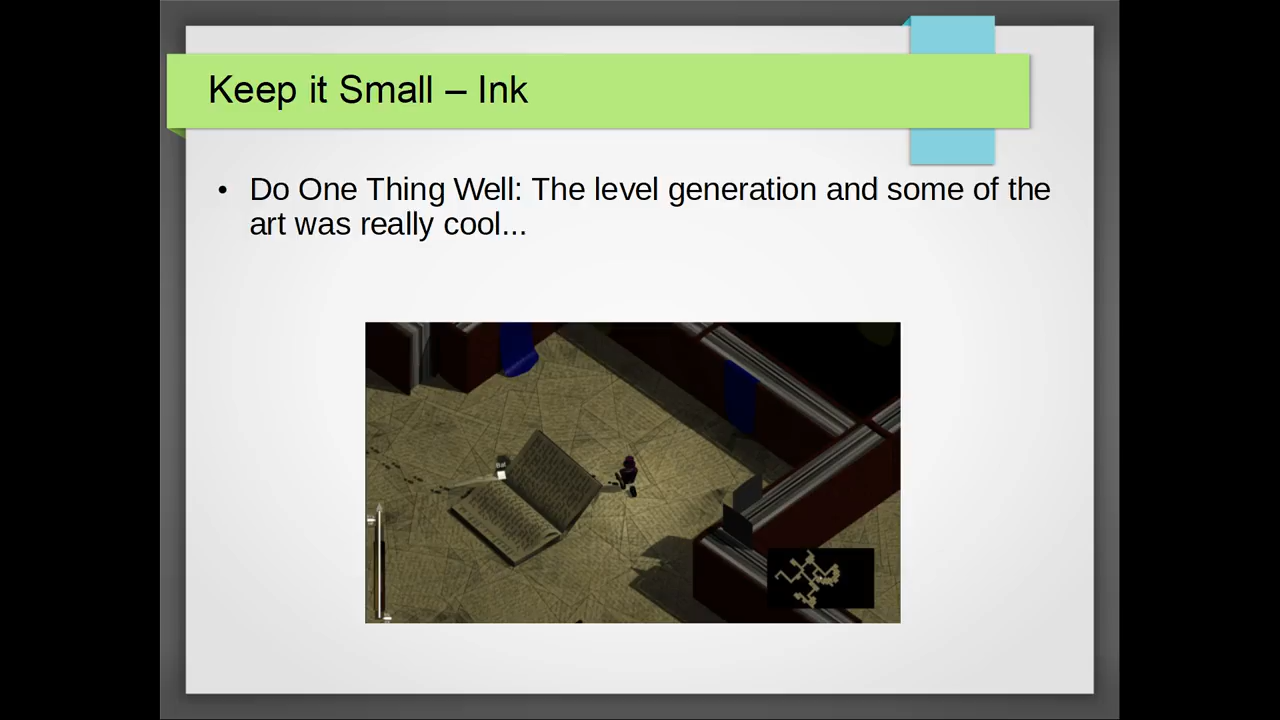 Keep it Small – Ink
• Do One Thing Well: The level generation and some of the
art was really cool...